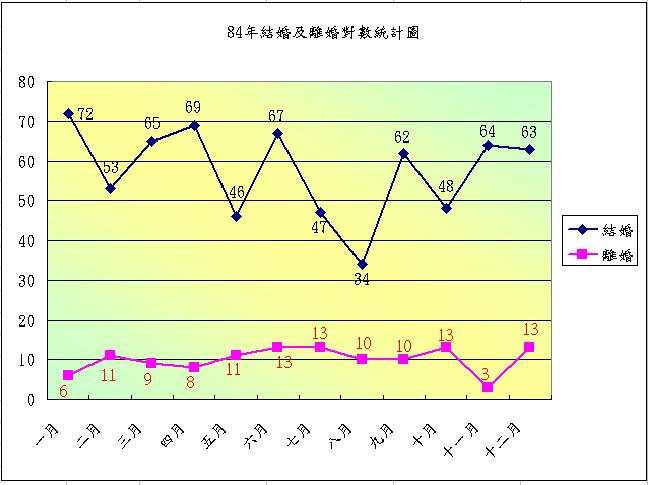 84年結婚及離婚對數統計圖
80
70
60
50
40
30
20
10
0
72
53
65
69
46
67
47
34
62
48
64
63
6
11
9
8
11
13
13
10
10
13
3
13
一月
二月
三月
四月
五月
六月
七月
八月
九月
十月
十一月
十二月
結婚
離婚